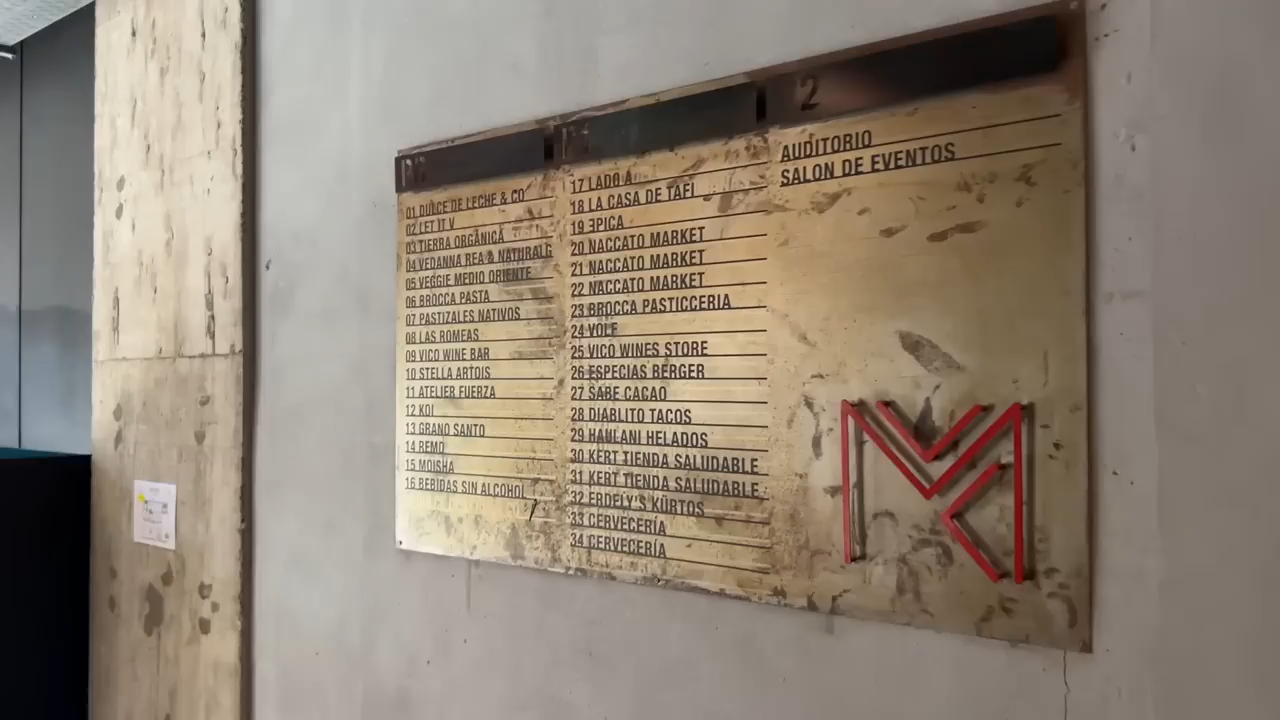 01 DULCE DE LECHE & CO
02 LET IT V
03 TIERRA ORGÁNICA
04 VEDANNA REA & NATURALG
05 VEGGIE MEDIO ORIENTE
06 BROCCA PASTA
07 PASTIZALES NATIVOS
08 LAS ROMEAS
09 VICO WINE BAR
10 STELLA ARTOIS
11 ATELIER FUERZA
12 KOI
13 GRANO SANTO
14 REMO
15 MOISHA
16 BEBIDAS SIN ALCOHOL
17 LADO A
18 LA CASA DE TAFI
19 ƎPICA
20 NACCATO MARKET
21 NACCATO MARKET
22 NACCATO MARKET
23 BROCCA PASTICCERIA
24 VOLF
25 VICO WINES STORE
26 ESPECIAS BERGER
27 SABE CACAO
28 DIABLITO TACOS
29 HAULANI HELADOS
30 KERT TIENDA SALUDABLE
31 KERT TIENDA SALUDABLE
32 ERDELY'S KÜRTOS
33 CERVECERÍA
34 CERVECERÍA
2
AUDITORIO
SALON DE EVENTOS